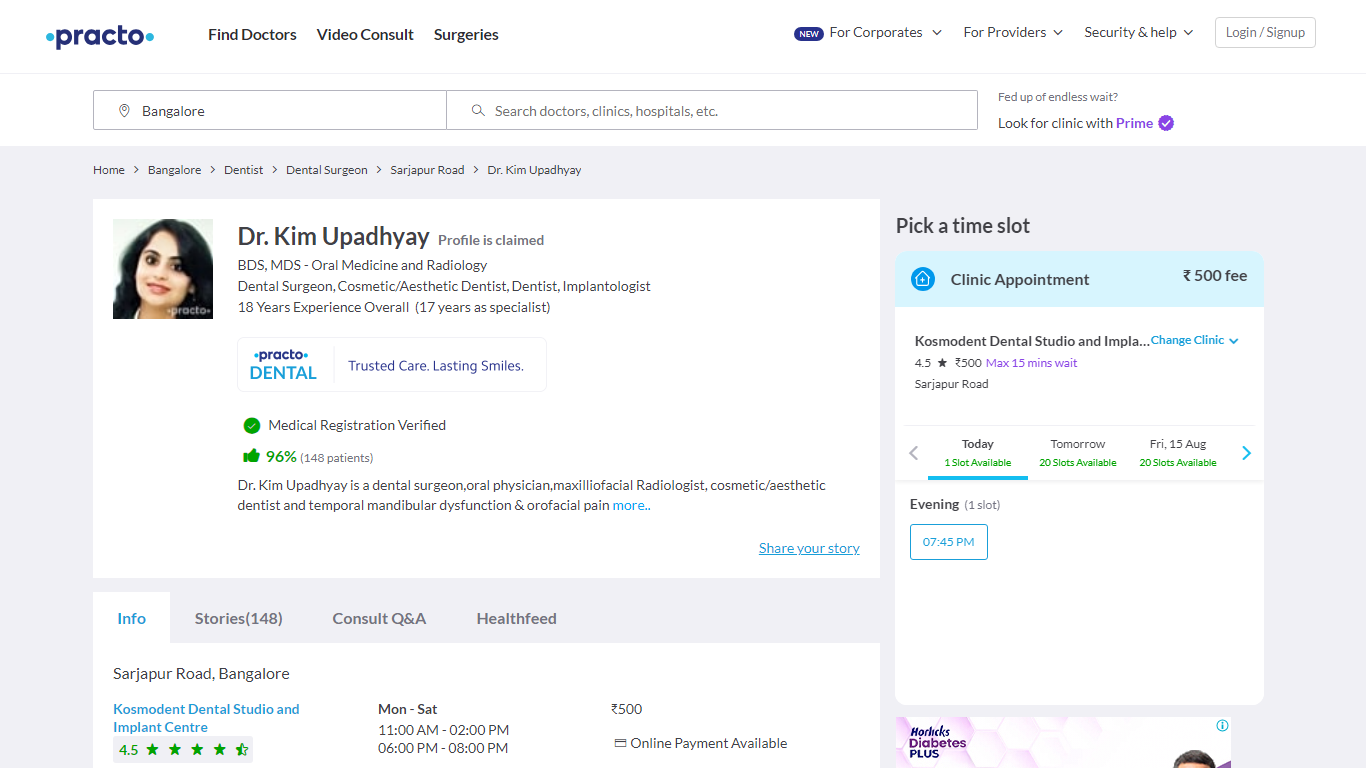 practo
Find Doctors
Video Consult
Surgeries
NEW
For Corporates
For Providers
Security & help
Login / Signup
Bangalore
Search doctors, clinics, hospitals, etc.
Fed up of endless wait?
Look for clinic with Prime
Home
Bangalore
Dentist
Dental Surgeon
Sarjapur Road
Dr. Kim Upadhyay
practo
Dr. Kim Upadhyay Profile is claimed
BDS, MDS - Oral Medicine and Radiology
Dental Surgeon, Cosmetic/Aesthetic Dentist, Dentist, Implantologist
18 Years Experience Overall (17 years as specialist)
practo
DENTAL
Trusted Care. Lasting Smiles.
Medical Registration Verified
96% (148 patients)
Dr. Kim Upadhyay is a dental surgeon,oral physician,maxilliofacial Radiologist, cosmetic/aesthetic
dentist and temporal mandibular dysfunction & orofacial pain more..
Share your story
Pick a time slot
Clinic Appointment
₹ 500 fee
Kosmodent Dental Studio and Impla...
Change Clinic
4.5 ★ ₹500 Max 15 mins wait
Sarjapur Road
Today
1 Slot Available
Tomorrow
20 Slots Available
Fri, 15 Aug
20 Slots Available
Evening (1 slot)
07:45 PM
Info
Stories(148)
Consult Q&A
Healthfeed
Sarjapur Road, Bangalore
Kosmodent Dental Studio and
Implant Centre
4.5
Mon - Sat
11:00 AM - 02:00 PM
06:00 PM - 08:00 PM
₹500
Online Payment Available
Horlicks
Diabetes
PLUS